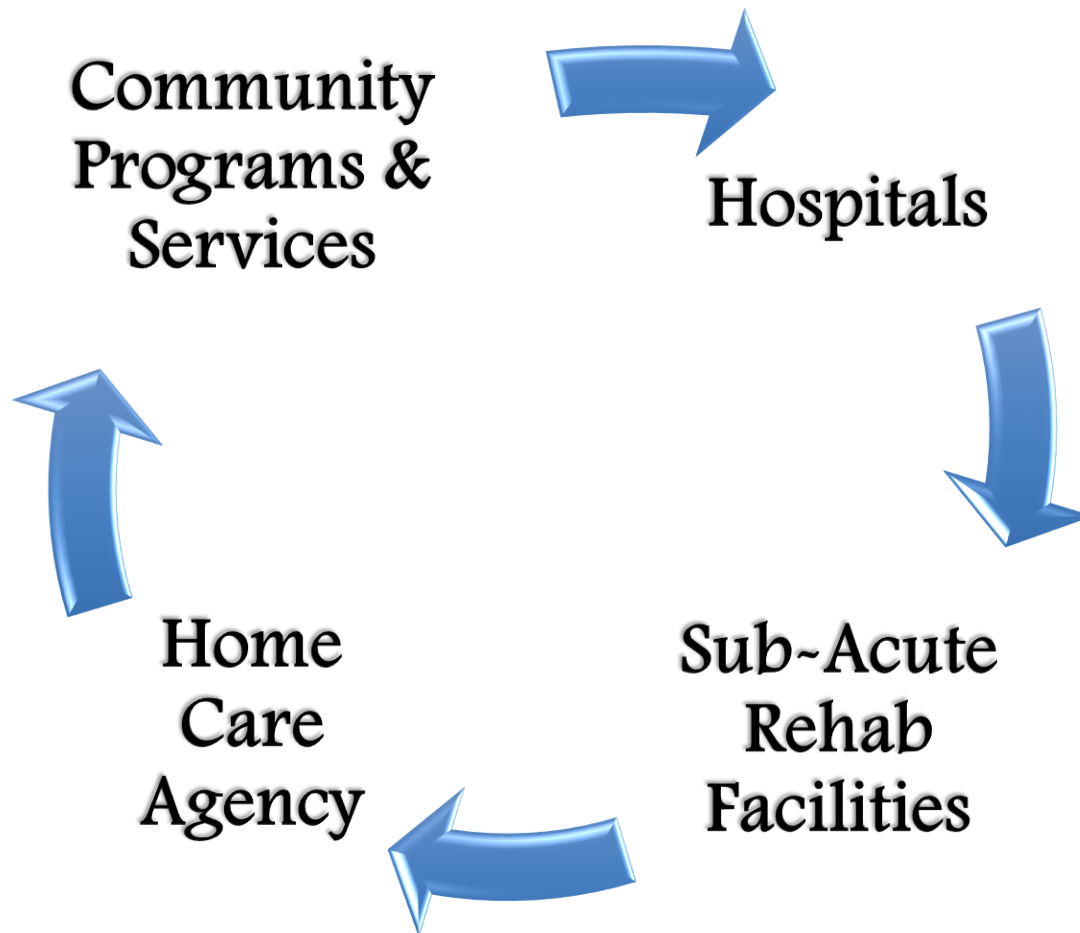 Community
Programs &
Services
Hospitals
Sub-Acute
Rehab
Facilities
Home
Care
Agency